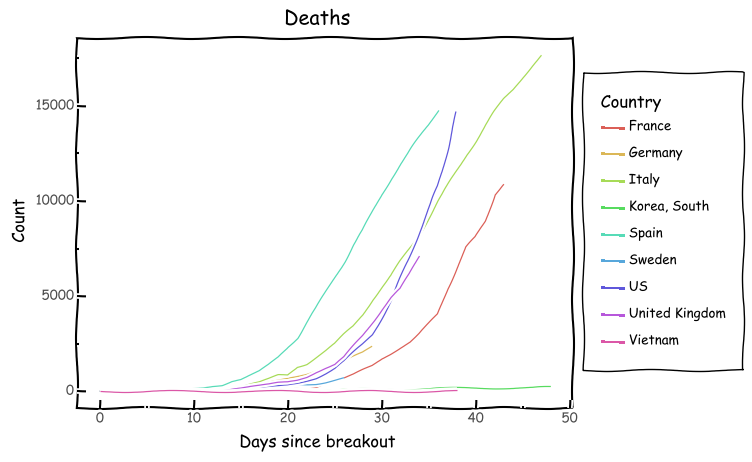 Deaths
Count
15000
10000
5000
0
0 10 20 30 40 50
Days since breakout
Country
France
Germany
Italy
Korea, South
Spain
Sweden
US
United Kingdom
Vietnam